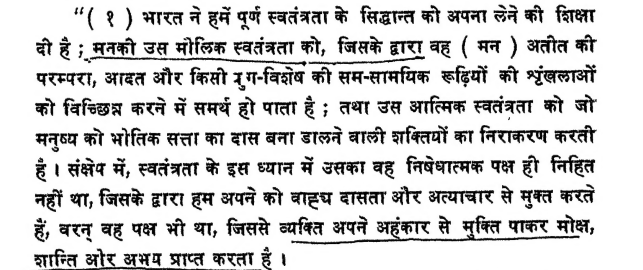 “( १ ) भारत ने हमें पूर्ण स्वतंत्रता के सिद्धान्त को अपना लेने की शिक्षा
दी है ; मनकी उस मौलिक स्वतंत्रता को, जिसके द्वारा वह ( मन ) अतीत की
परम्परा, आदत और किसी युग-विशेष की सम-सामयिक रूढ़ियों की शृंखलाओं
को विच्छिन्न करने में समर्थ हो पाता है ; तथा उस आत्मिक स्वतंत्रता को जो
मनुष्य को भौतिक सत्ता का दास बना डालने वाली शक्तियों का निराकरण करती
है । संक्षेप में, स्वतंत्रता के इस ध्यान में उसका वह निषेधात्मक पक्ष ही निहित
नहीं था, जिसके द्वारा हम अपने को वाह्य दासता और अत्याचार से मुक्त करते
हैं, वरन् वह पक्ष भी था, जिससे व्यक्ति अपने अहंकार से मुक्ति पाकर मोक्ष,
शान्ति ओर अभय प्राप्त करता है ।